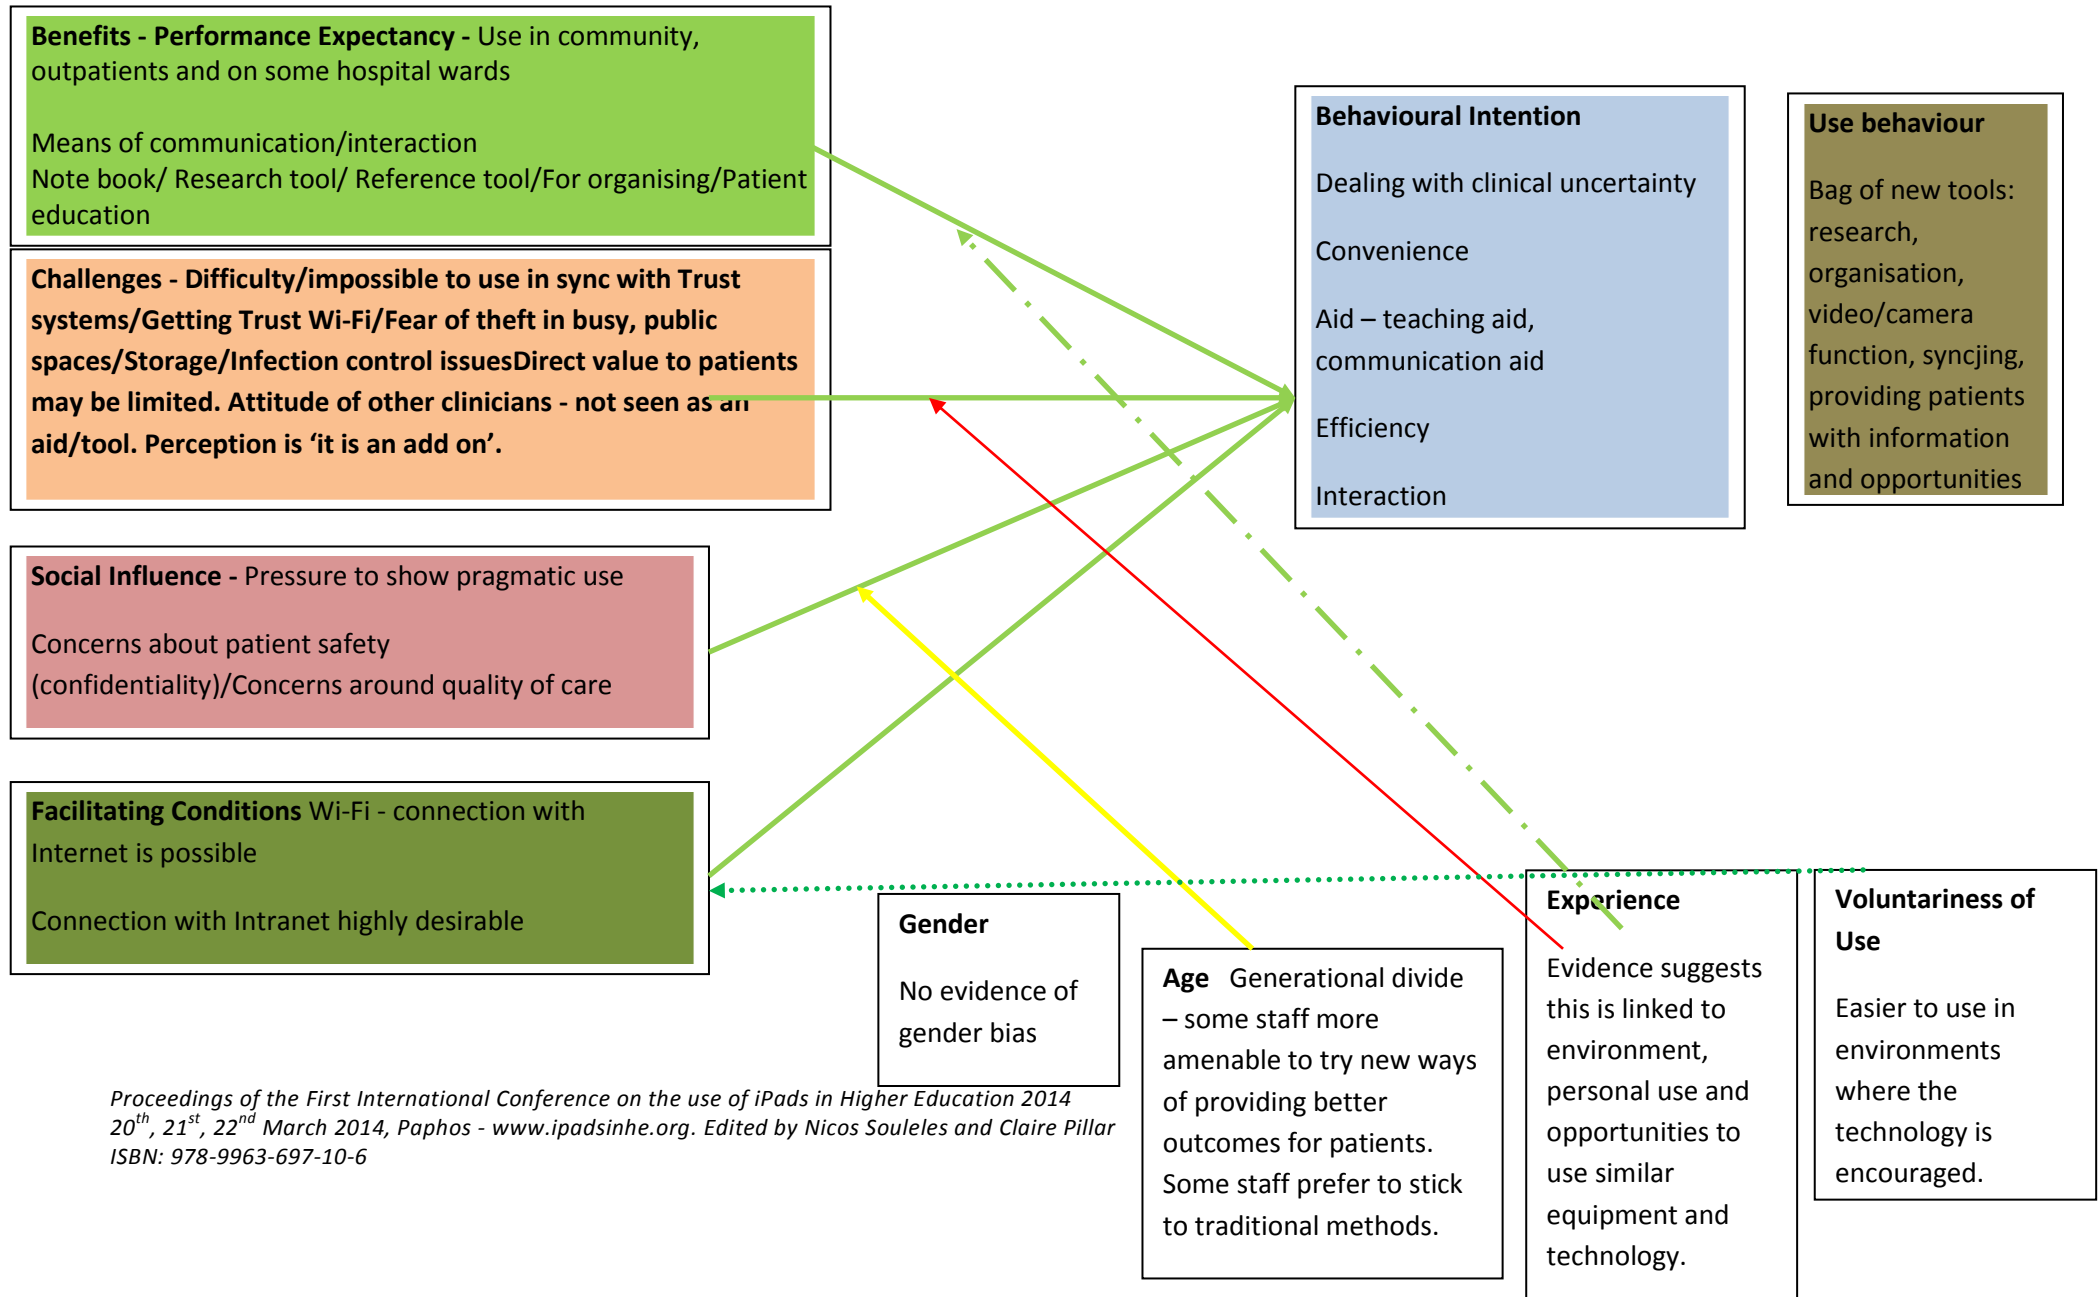 Benefits - Performance Expectancy - Use in community,
outpatients and on some hospital wards
Means of communication/interaction
Note book/ Research tool/ Reference tool/For organising/Patient
education
Challenges - Difficulty/impossible to use in sync with Trust
systems/Getting Trust Wi-Fi/Fear of theft in busy, public
spaces/Storage/Infection control issuesDirect value to patients
may be limited. Attitude of other clinicians - not seen as an
aid/tool. Perception is ‘it is an add on’.
Social Influence - Pressure to show pragmatic use
Concerns about patient safety
(confidentiality)/Concerns around quality of care
Facilitating Conditions Wi-Fi - connection with
Internet is possible
Connection with Intranet highly desirable
Behavioural Intention
Dealing with clinical uncertainty
Convenience
Aid – teaching aid,
communication aid
Efficiency
Interaction
Use behaviour
Bag of new tools:
research,
organisation,
video/camera
function, syncjing,
providing patients
with information
and opportunities
Gender
No evidence of
gender bias
Age   Generational divide
– some staff more
amenable to try new ways
of providing better
outcomes for patients.
Some staff prefer to stick
to traditional methods.
Experience
Evidence suggests
this is linked to
environment,
personal use and
opportunities to
use similar
equipment and
technology.
Voluntariness of
Use
Easier to use in
environments
where the
technology is
encouraged.
Proceedings of the First International Conference on the use of iPads in Higher Education 2014
20th, 21st, 22nd March 2014, Paphos - www.ipadsinhe.org. Edited by Nicos Souleles and Claire Pillar
ISBN: 978-9963-697-10-6